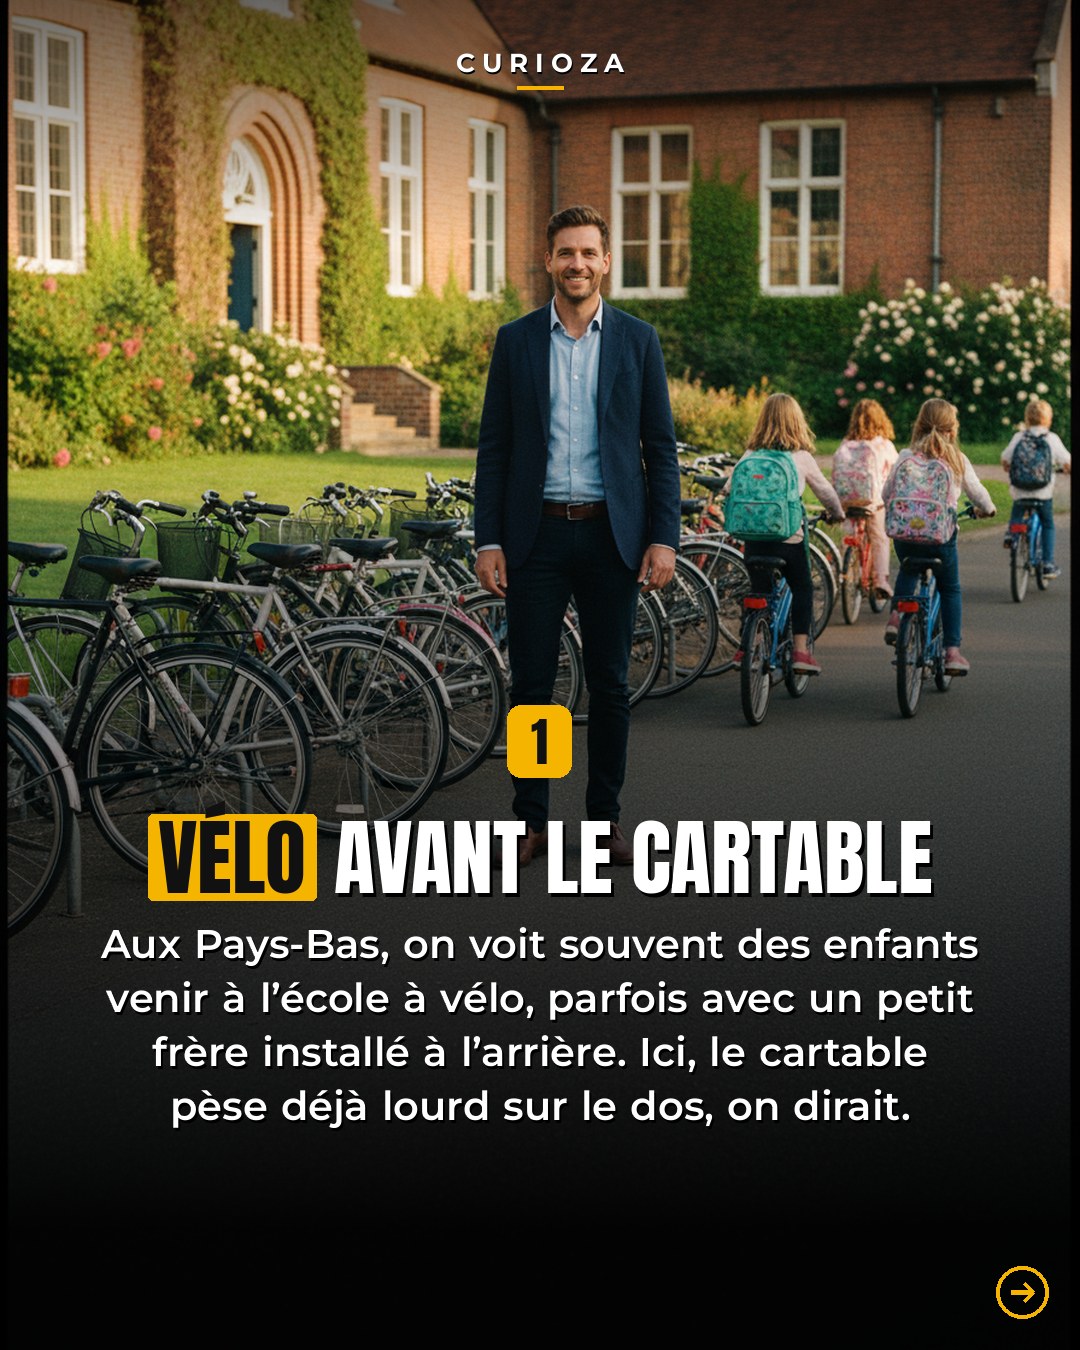 CURIOZA
1
VÉLO AVANT LE CARTABLE
Aux Pays-Bas, on voit souvent des enfants
venir à l’école à vélo, parfois avec un petit
frère installé à l’arrière. Ici, le cartable
pèse déjà lourd sur le dos, on dirait.